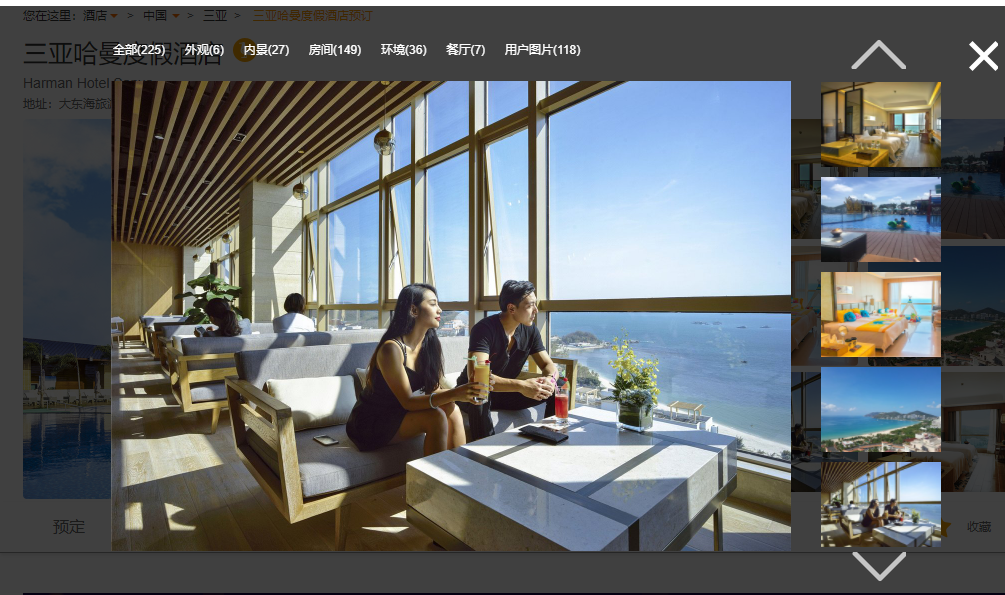 您在这里：酒店 > 中国 > 三亚 > 三亚哈曼度假酒店预订
三亚哈曼度假酒店
全部(225) 外观(6) 内景(27) 房间(149) 环境(36) 客厅(7) 用户图片(118)
Harman Hotel
地址：大东海旅
预定
收藏